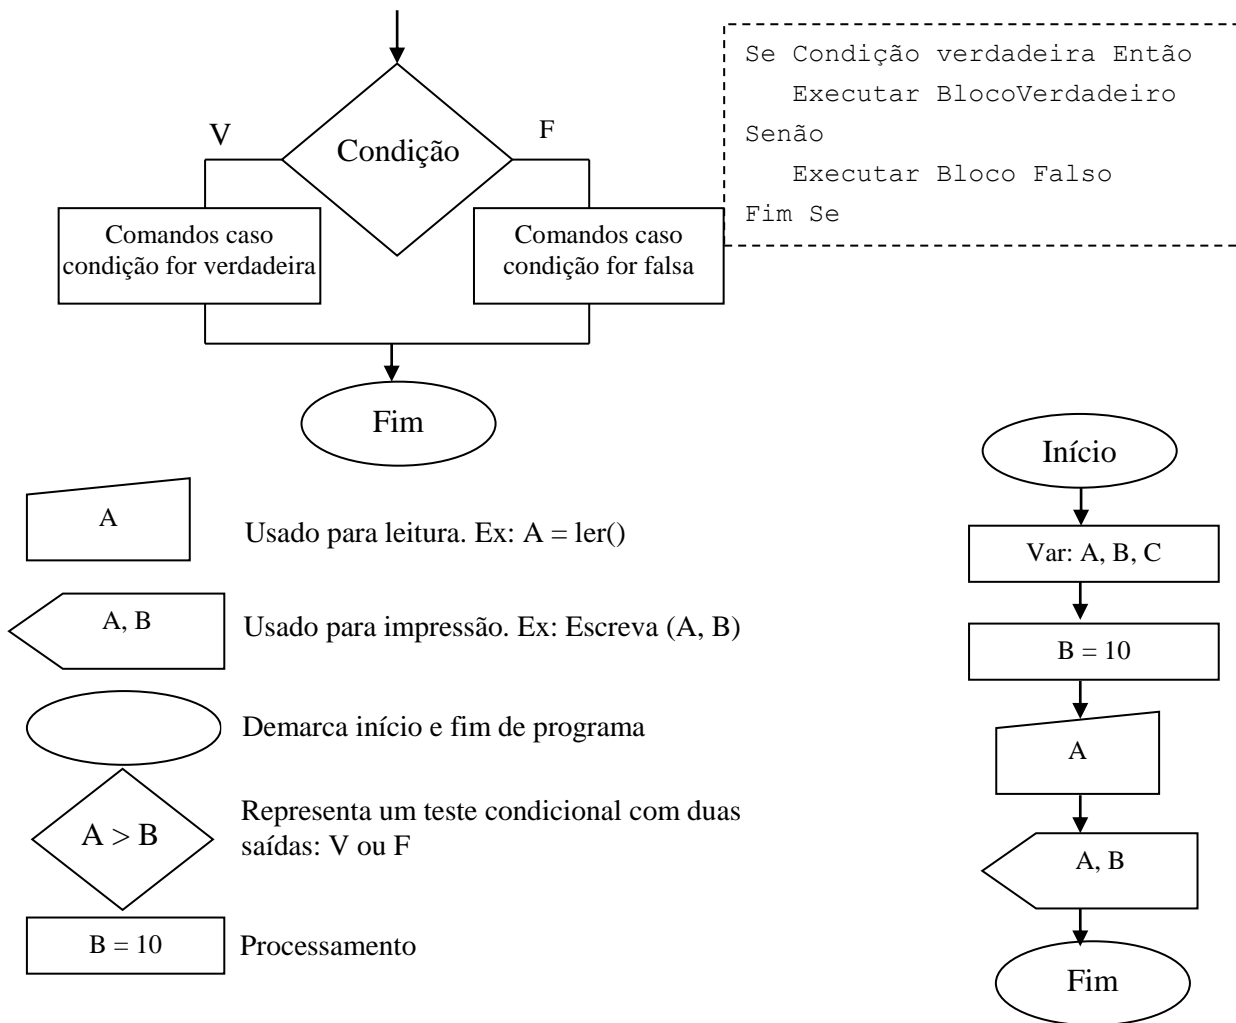 Se Condição verdadeira Então
Executar BlocoVerdadeiro
Senão
Executar Bloco Falso
Fim Se
V
F
Condição
Comandos caso
condição for verdadeira
Comandos caso
condição for falsa
Fim
A
Usado para leitura. Ex: A = ler()
A, B
Usado para impressão. Ex: Escreva (A, B)
Demarca início e fim de programa
A > B
Representa um teste condicional com duas
saídas: V ou F
B = 10
Processamento
Início
Var: A, B, C
B = 10
A
A, B
Fim